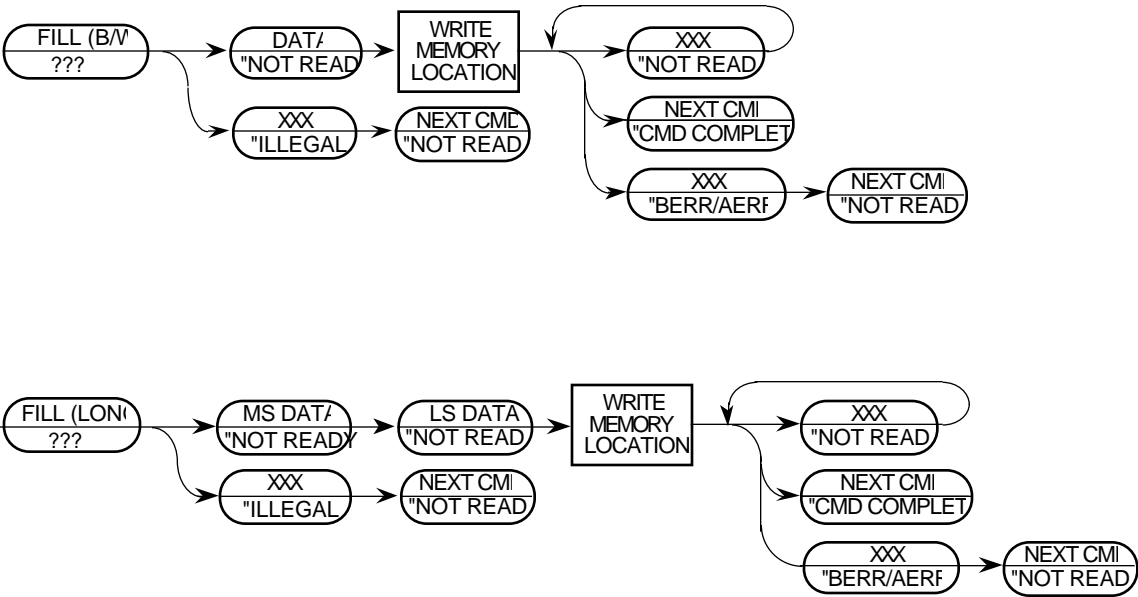 FILL (B/W
???
DATA
"NOT READ
WRITE
MEMORY
LOCATION
XXX
"NOT READ
XXX
"ILLEGAL
NEXT CMD
"NOT READ
NEXT CM
"CMD COMPLET
XXX
"BERR/AERR
NEXT CM
"NOT READ
FILL (LON
???
MS DATA
"NOT READY
LS DATA
"NOT READ
WRITE
MEMORY
LOCATION
XXX
"NOT READ
XXX
"ILLEGAL
NEXT CM
"NOT READ
NEXT CM
"CMD COMPLET
XXX
"BERR/AERR
NEXT CM
"NOT READ